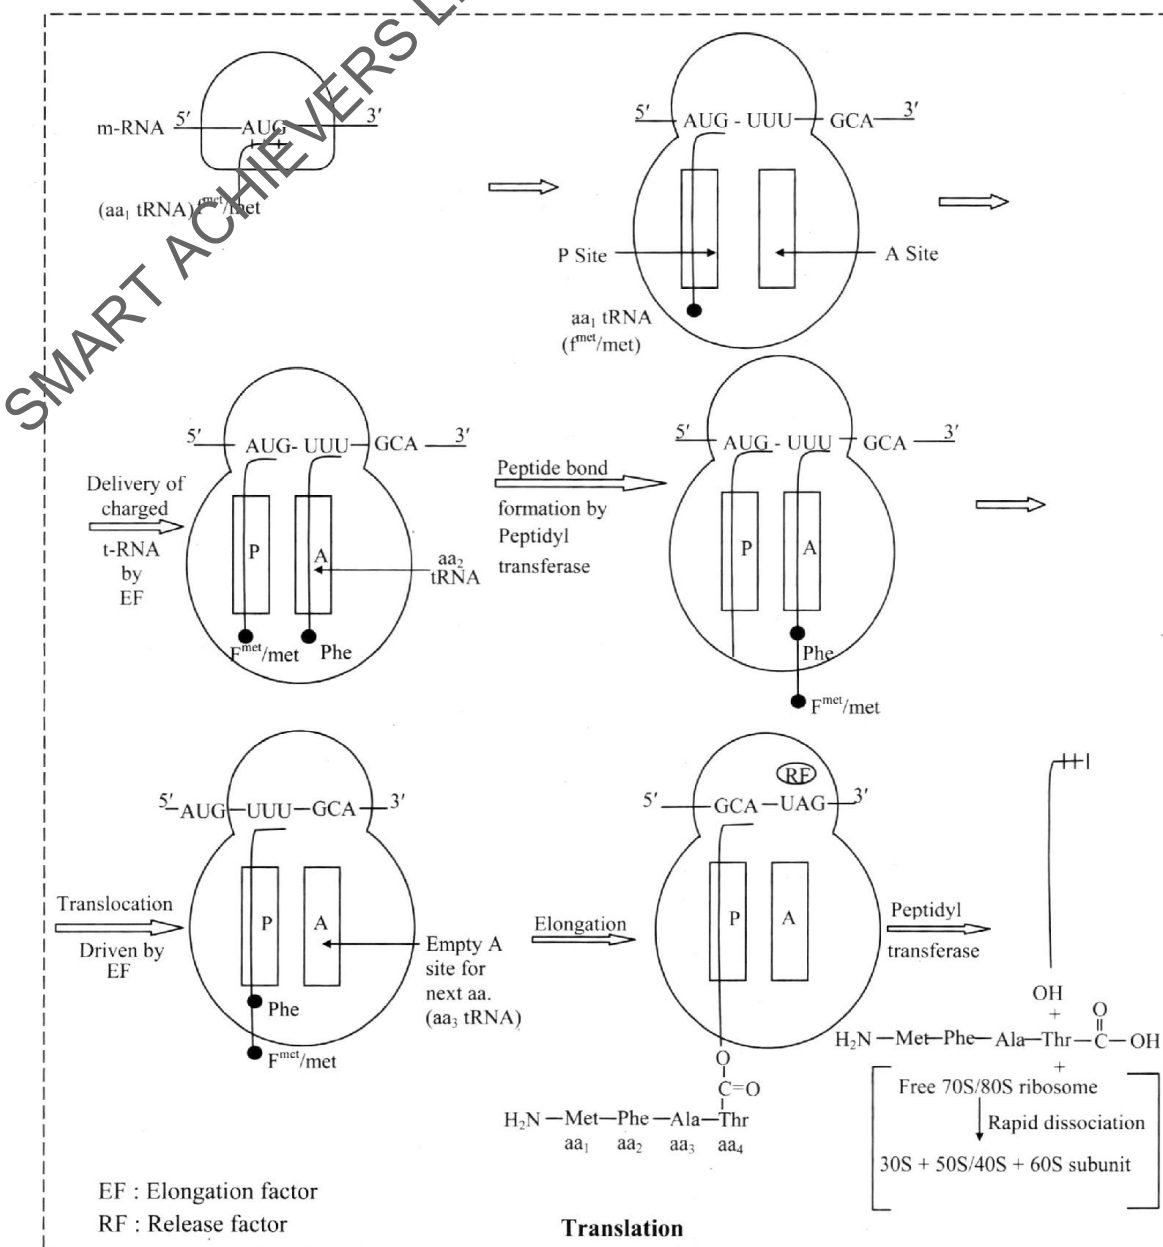 SMART ACHIEVERS L
5′ 3′
m-RNA AUG
(aa₁ tRNA) fᵐᵉᵗ/met
AUG - UUU GCA 3′
5′
P Site A Site
aa₁ tRNA
(fᵐᵉᵗ/met)
Delivery of
charged
t-RNA
by
EF
5′ AUG- UUU GCA 3′
P A
aa₂
tRNA
Fᵐᵉᵗ/met Phe
Peptide bond
formation by
Peptidyl
transferase
5′ AUG - UUU GCA 3′
P A
Phe
Fᵐᵉᵗ/met
Translocation
Driven by
EF
5′ AUG UUU GCA 3′
P A
Empty A
site for
next aa.
(aa₃ tRNA)
Phe
Fᵐᵉᵗ/met
Elongation
RF
5′ GCA UAG 3′
P A
O
C=O
H₂N—Met—Phe—Ala—Thr
aa₁ aa₂ aa₃ aa₄
Peptidyl
transferase
OH
+
O
H₂N—Met—Phe—Ala—Thr—C—OH
+
Free 70S/80S ribosome
Rapid dissociation
30S + 50S/40S + 60S subunit
EF : Elongation factor
RF : Release factor
Translation